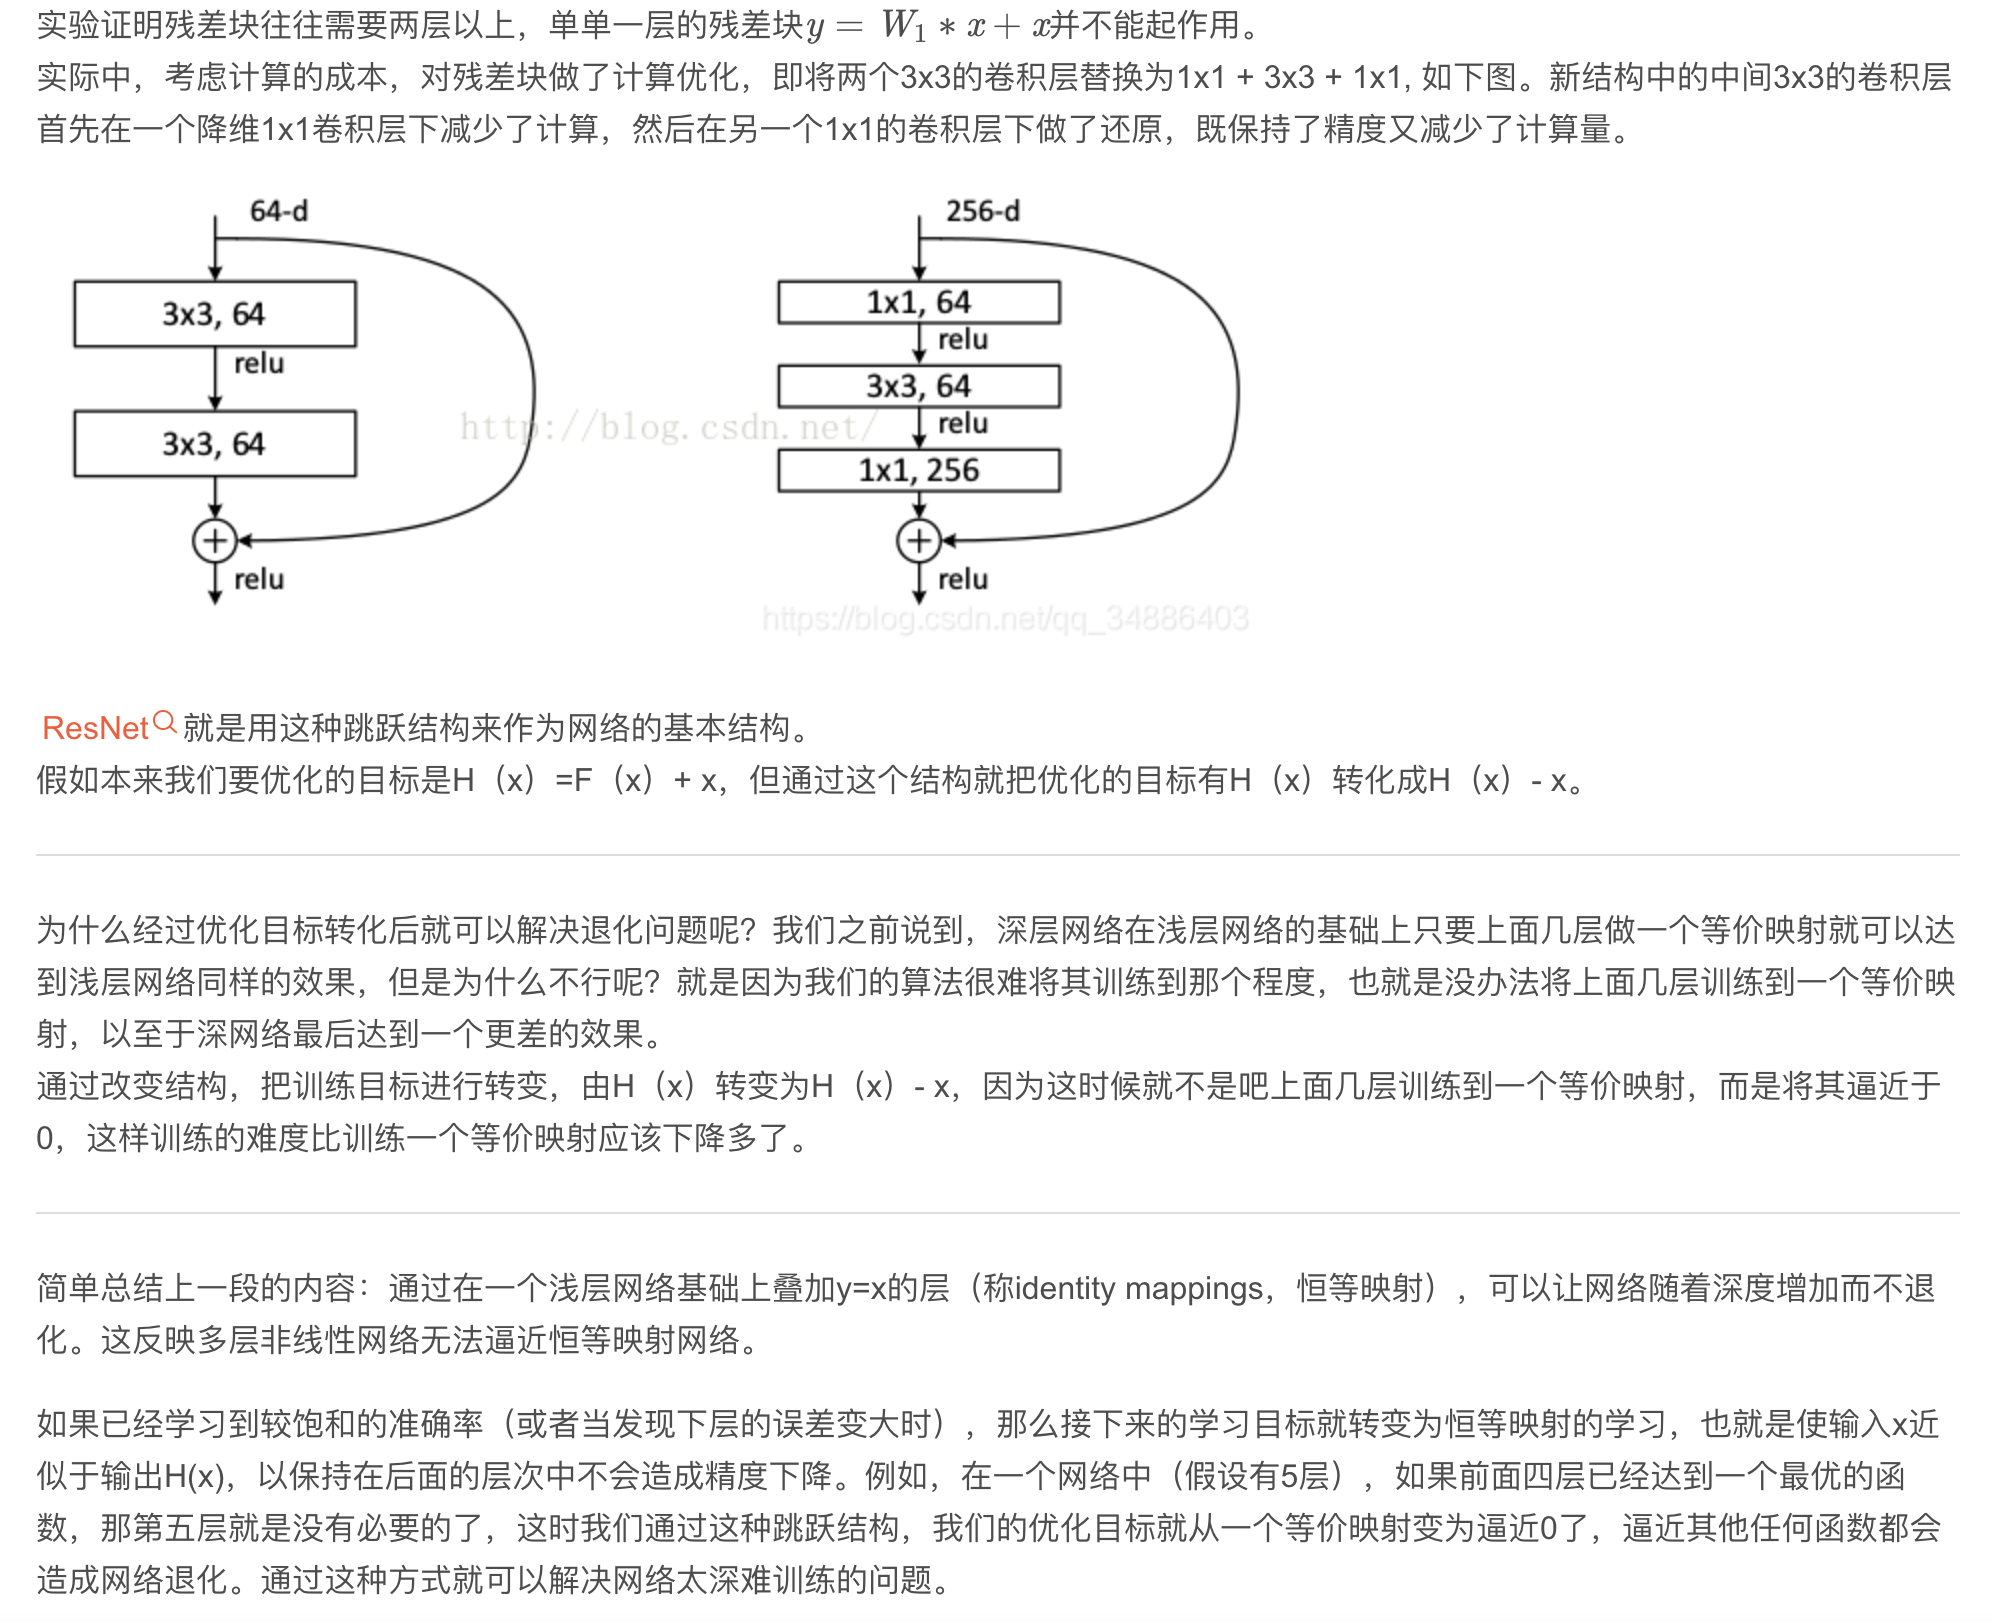 实验证明残差块往往需要两层以上，单单一层的残差块y = W₁ * x + x并不能起作用。
实际中，考虑计算的成本，对残差块做了计算优化，即将两个3x3的卷积层替换为1x1 + 3x3 + 1x1, 如下图。新结构中的中间3x3的卷积层
首先在一个降维1x1卷积层下减少了计算，然后在另一个1x1的卷积层下做了还原，既保持了精度又减少了计算量。
64-d
3x3, 64
relu
3x3, 64
relu
256-d
1x1, 64
relu
3x3, 64
relu
1x1, 256
relu
http://blog.csdn.net/
https://blog.csdn.net/qq_34886403
ResNet就是用这种跳跃结构来作为网络的基本结构。
假如本来我们要优化的目标是H（x）=F（x）+ x，但通过这个结构就把优化的目标有H（x）转化成H（x）- x。
为什么经过优化目标转化后就可以解决退化问题呢？我们之前说到，深层网络在浅层网络的基础上只要上面几层做一个等价映射就可以达
到浅层网络同样的效果，但是为什么不行呢？就是因为我们的算法很难将其训练到那个程度，也就是没办法将上面几层训练到一个等价映
射，以至于深网络最后达到一个更差的效果。
通过改变结构，把训练目标进行转变，由H（x）转变为H（x）- x，因为这时候就不是吧上面几层训练到一个等价映射，而是将其逼近于
0，这样训练的难度比训练一个等价映射应该下降多了。
简单总结上一段的内容：通过在一个浅层网络基础上叠加y=x的层（称identity mappings，恒等映射），可以让网络随着深度增加而不退
化。这反映多层非线性网络无法逼近恒等映射网络。
如果已经学习到较饱和的准确率（或者当发现下层的误差变大时），那么接下来的学习目标就转变为恒等映射的学习，也就是使输入x近
似于输出H(x)，以保持在后面的层次中不会造成精度下降。例如，在一个网络中（假设有5层），如果前面四层已经达到一个最优的函
数，那第五层就是没有必要的了，这时我们通过这种跳跃结构，我们的优化目标就从一个等价映射变为逼近0了，逼近其他任何函数都会
造成网络退化。通过这种方式就可以解决网络太深难训练的问题。